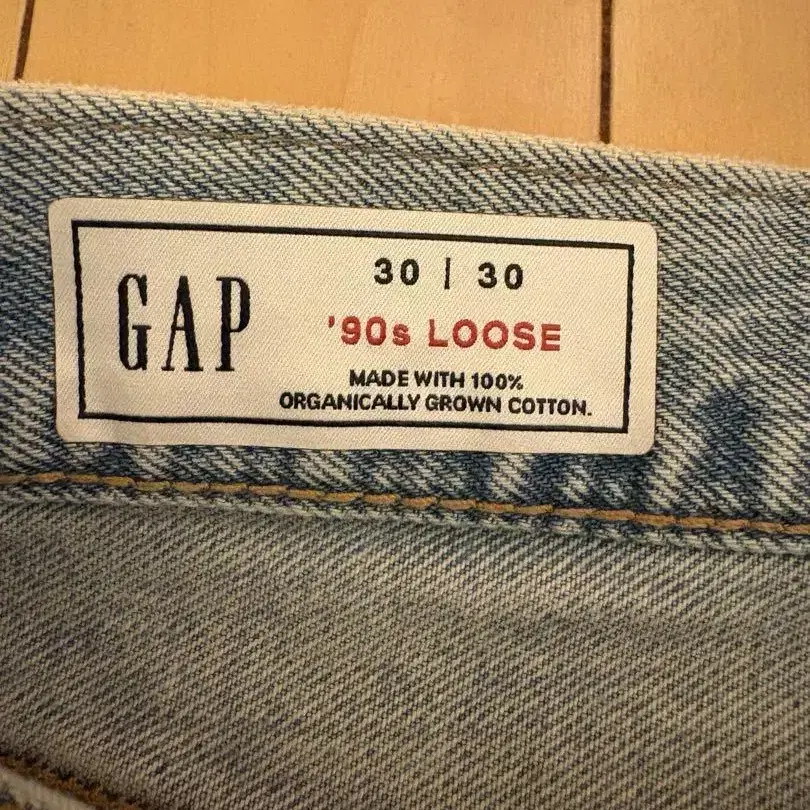 GAP
30 | 30
'90s LOOSE
MADE WITH 100%
ORGANICALLY GROWN COTTON.